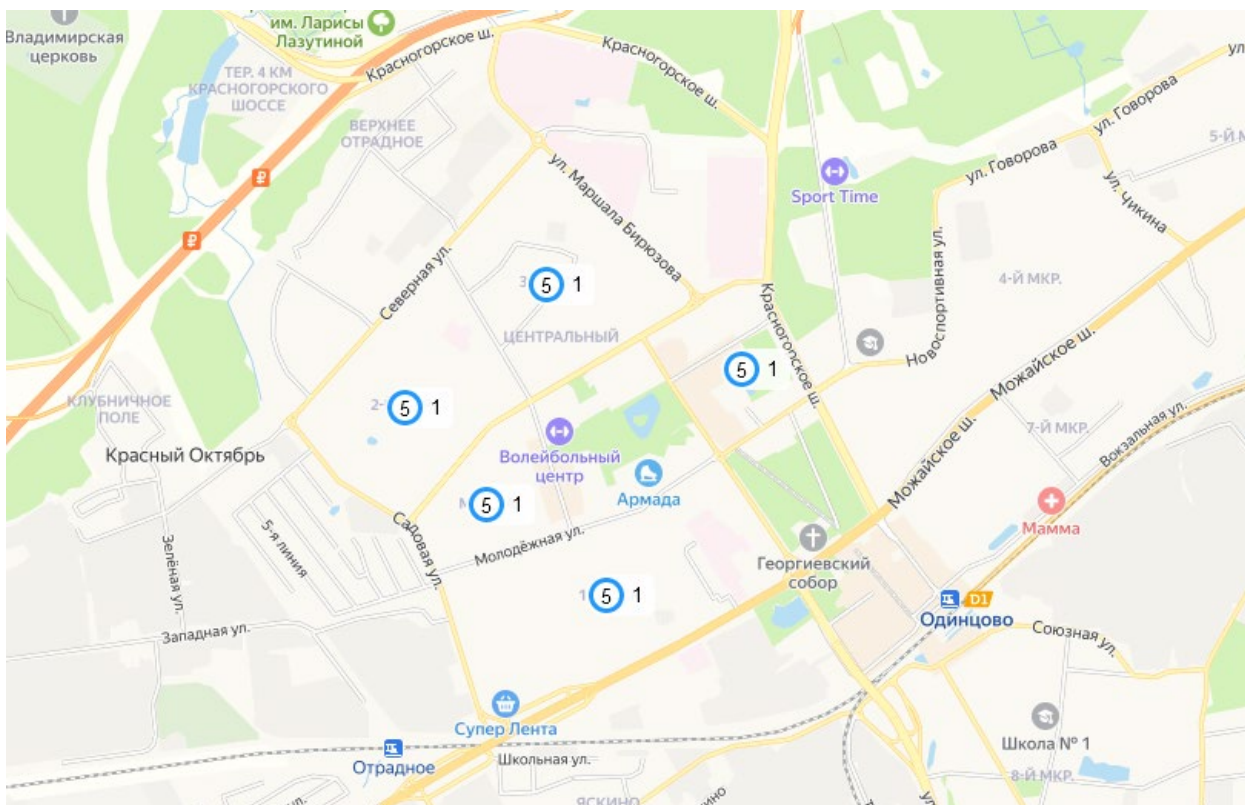 Владимирская
церковь
им. Ларисы
Лазутиной
Красногорское ш.
Красногорское ш.
ТЕР. 4 КМ
КРАСНОГОРСКОГО
ШОССЕ
ВЕРХНЕЕ
ОТРАДНОЕ
ул. Говорова
ул. Говорова
5-Й М
ул. Маршала Бирюзова
Sport Time
ул. Чикина
Северная ул.
Новоспортивная ул.
4-Й МКР.
3
5 1
Красногорское ш.
ЦЕНТРАЛЬНЫЙ
5 1
Можайское ш.
КЛУБНИЧНОЕ
ПОЛЕ
2-
5 1
7-Й МКР.
Вокзальная ул.
Красный Октябрь
Волейбольный
центр
Армада
Можайское ш.
Мамма
5 1
5-я линия
Садовая ул.
Молодёжная ул.
Зелёная ул.
Георгиевский
собор
1
5 1
D1
Одинцово
Западная ул.
Союзная ул.
Супер Лента
Школа № 1
Отрадное
Школьная ул.
8-Й МКР.
ЯСКИНО